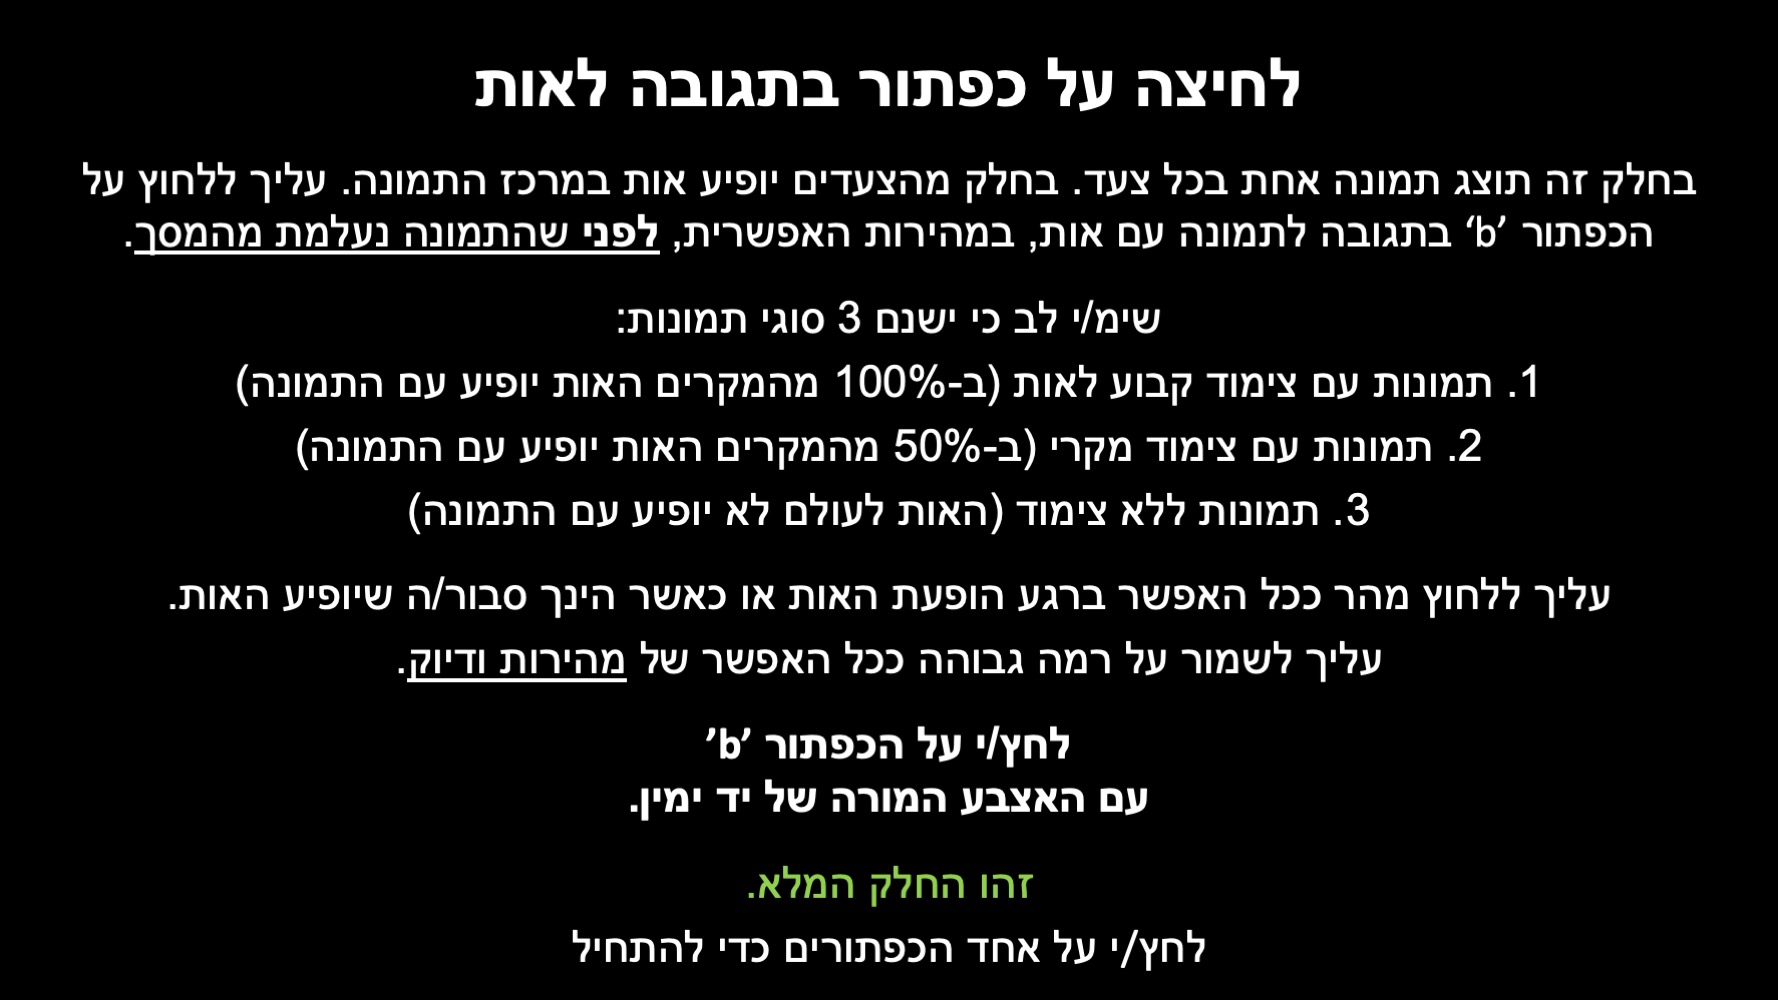 לחיצה על כפתור בתגובה לאות
בחלק זה תוצג תמונה אחת בכל צעד. בחלק מהצעדים יופיע אות במרכז התמונה. עליך ללחוץ על
הכפתור ’b‘ בתגובה לתמונה עם אות, במהירות האפשרית, לפני שהתמונה נעלמת מהמסך.
שימ/י לב כי ישנם 3 סוגי תמונות:
1. תמונות עם צימוד קבוע לאות (ב-100% מהמקרים האות יופיע עם התמונה)
2. תמונות עם צימוד מקרי (ב-50% מהמקרים האות יופיע עם התמונה)
3. תמונות ללא צימוד (האות לעולם לא יופיע עם התמונה)
עליך ללחוץ מהר ככל האפשר ברגע הופעת האות או כאשר הינך סבור/ה שיופיע האות.
עליך לשמור על רמה גבוהה ככל האפשר של מהירות ודיוק.
לחץ/י על הכפתור ’b’
עם האצבע המורה של יד ימין.
זהו החלק המלא.
לחץ/י על אחד הכפתורים כדי להתחיל